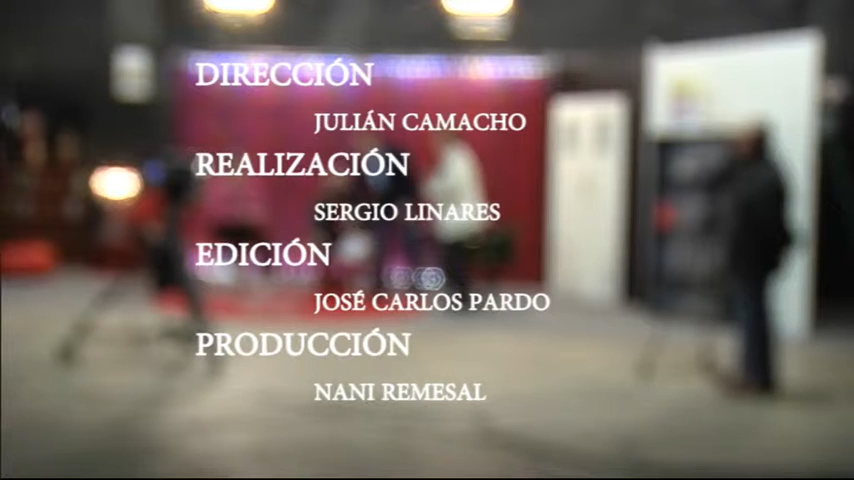 DIRECCIÓN
JULIÁN CAMACHO
REALIZACIÓN
SERGIO LINARES
EDICIÓN
JOSÉ CARLOS PARDO
PRODUCCIÓN
NANI REMESAL